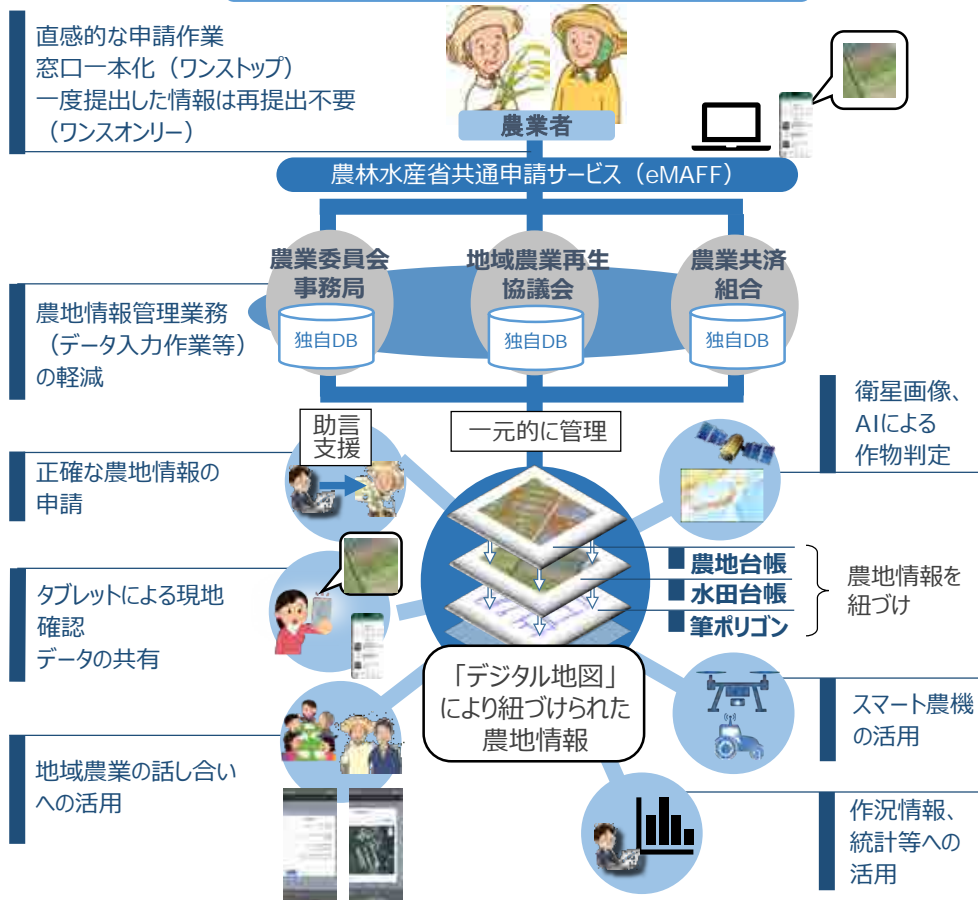 直感的な申請作業
窓口一本化（ワンストップ）
一度提出した情報は再提出不要
（ワンスオンリー）
農業者
農林水産省共通申請サービス（eMAFF）
農業委員会
事務局
独自DB
地域農業再生
協議会
独自DB
農業共済
組合
独自DB
農地情報管理業務
（データ入力作業等）
の軽減
助言
支援
一元的に管理
衛星画像、
AIによる
作物判定
正確な農地情報の
申請
農地台帳
水田台帳
筆ポリゴン
農地情報を
紐づけ
タブレットによる現地
確認
データの共有
「デジタル地図」
により紐づけられた
農地情報
スマート農機
の活用
地域農業の話し合い
への活用
作況情報、
統計等への
活用